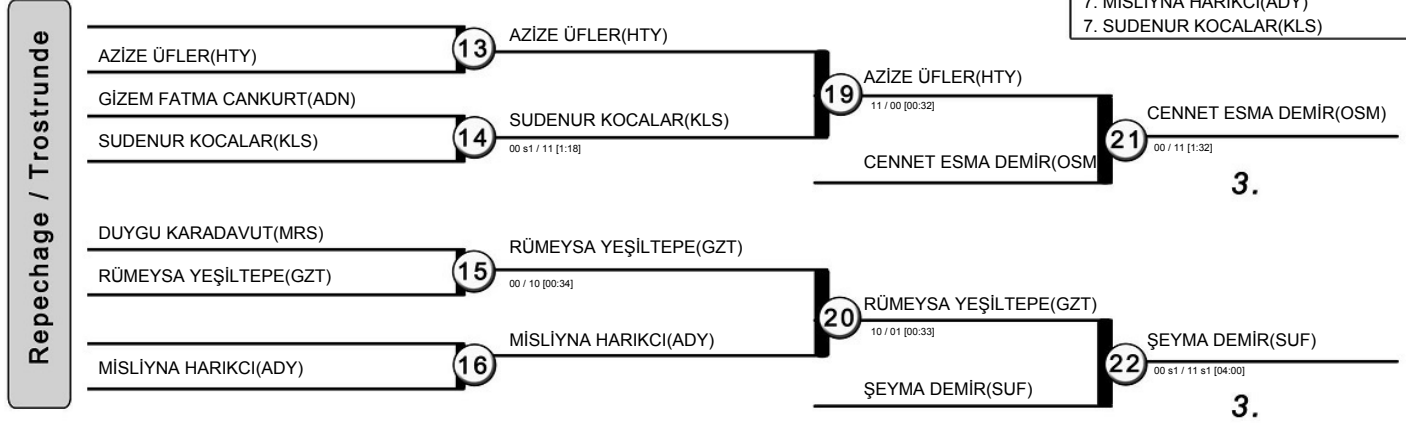 7. MİSLİYNA HARIKCI(ADY)
7. SUDENUR KOCALAR(KLS)
Repechage / Trostrunde
AZİZE ÜFLER(HTY)
13
AZİZE ÜFLER(HTY)
GİZEM FATMA CANKURT(ADN)
SUDENUR KOCALAR(KLS)
14
SUDENUR KOCALAR(KLS)
00 s1 / 11 [1:18]
19
AZİZE ÜFLER(HTY)
11 / 00 [00:32]
CENNET ESMA DEMİR(OSM
21
CENNET ESMA DEMİR(OSM)
00 / 11 [1:32]
3.
DUYGU KARADAVUT(MRS)
RÜMEYSA YEŞİLTEPE(GZT)
15
RÜMEYSA YEŞİLTEPE(GZT)
00 / 10 [00:34]
MİSLİYNA HARIKCI(ADY)
16
MİSLİYNA HARIKCI(ADY)
20
RÜMEYSA YEŞİLTEPE(GZT)
10 / 01 [00:33]
ŞEYMA DEMİR(SUF)
22
ŞEYMA DEMİR(SUF)
00 s1 / 11 s1 [04:00]
3.